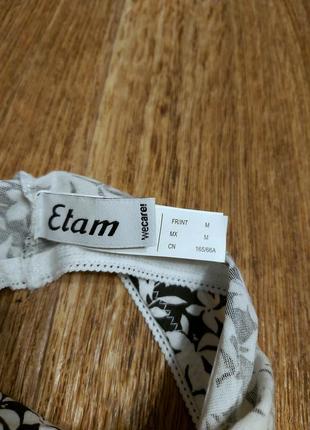 Etam
wecare!
FR/INT M
MX M
CN 165/66A